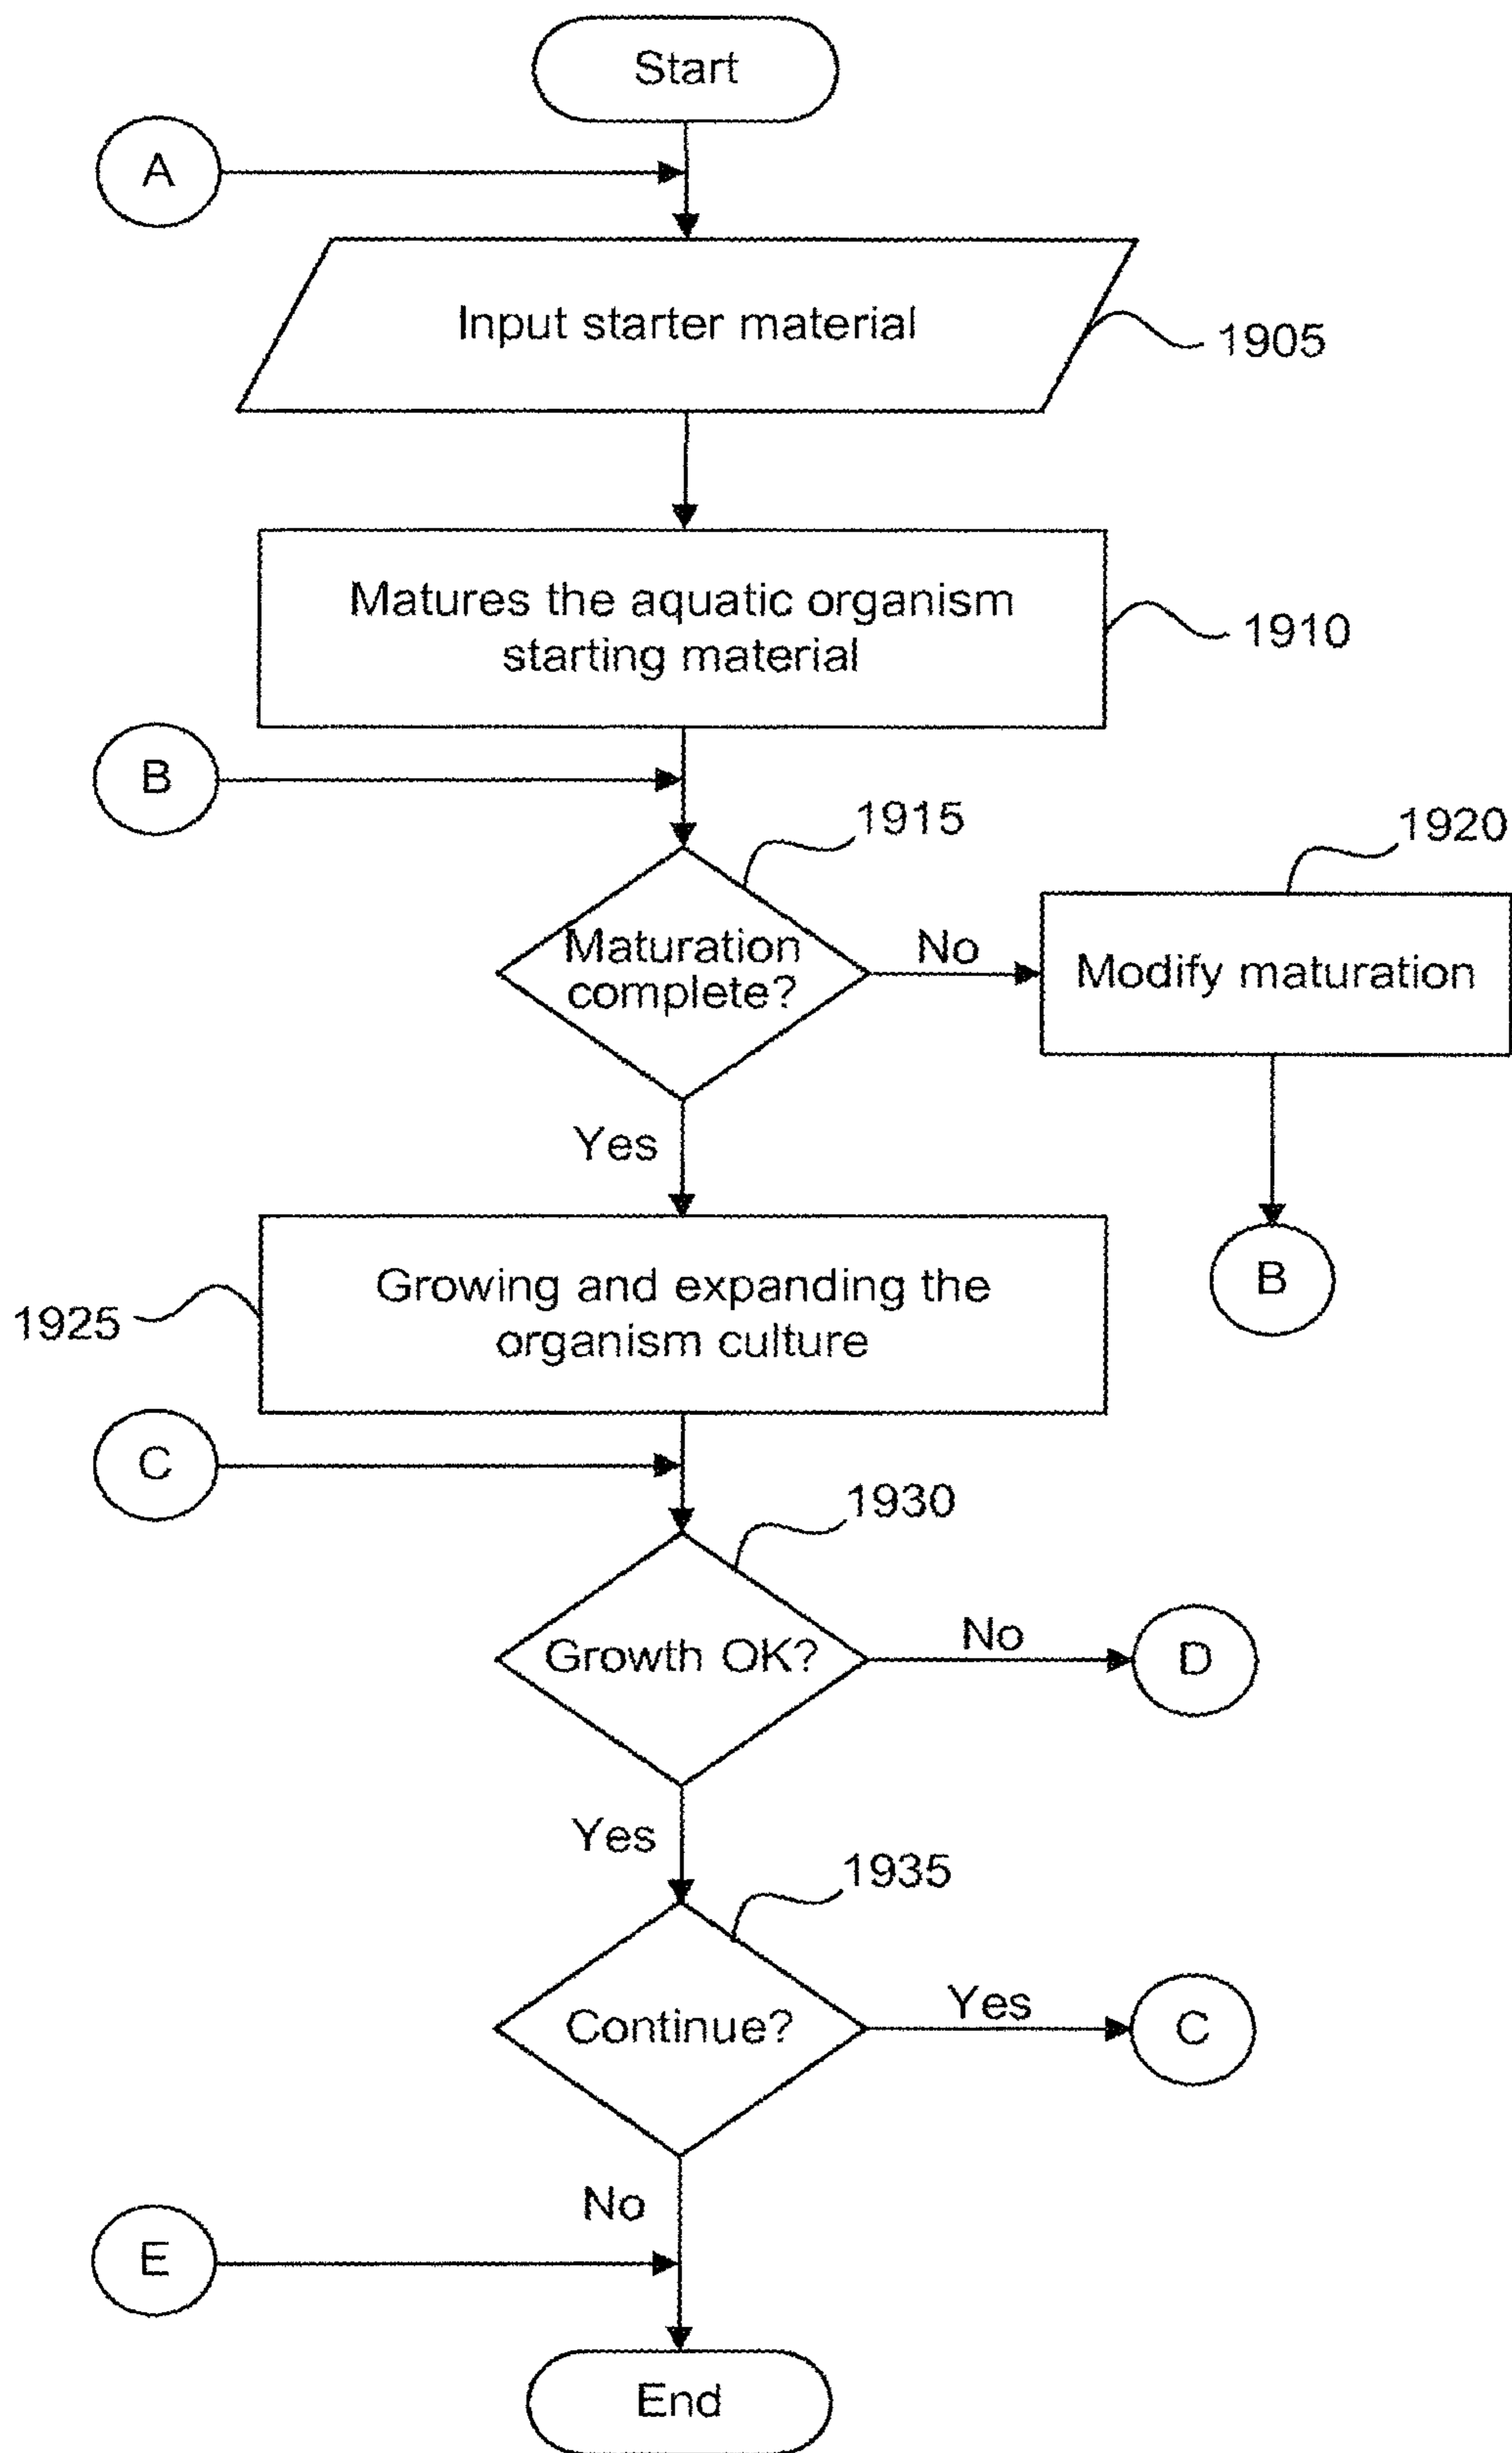 Start
A
Input starter material
1905
Matures the aquatic organism
starting material
1910
B
1915
1920
Maturation
complete?
No
Modify maturation
Yes
B
Growing and expanding the
organism culture
1925
C
1930
Growth OK?
No
D
Yes
1935
Continue?
Yes
C
No
E
End